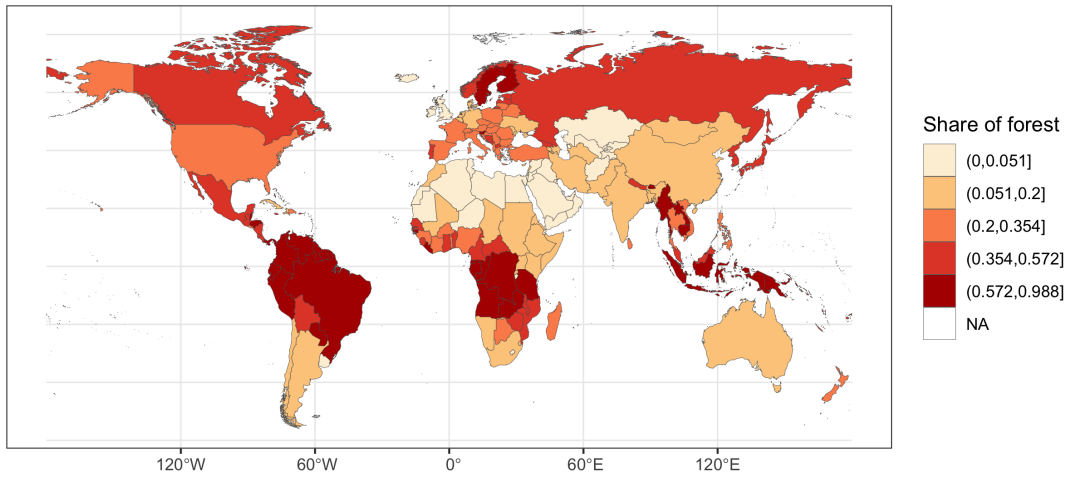 Share of forest
(0,0.051]
(0.051,0.2]
(0.2,0.354]
(0.354,0.572]
(0.572,0.988]
NA
120°W 60°W 0° 60°E 120°E